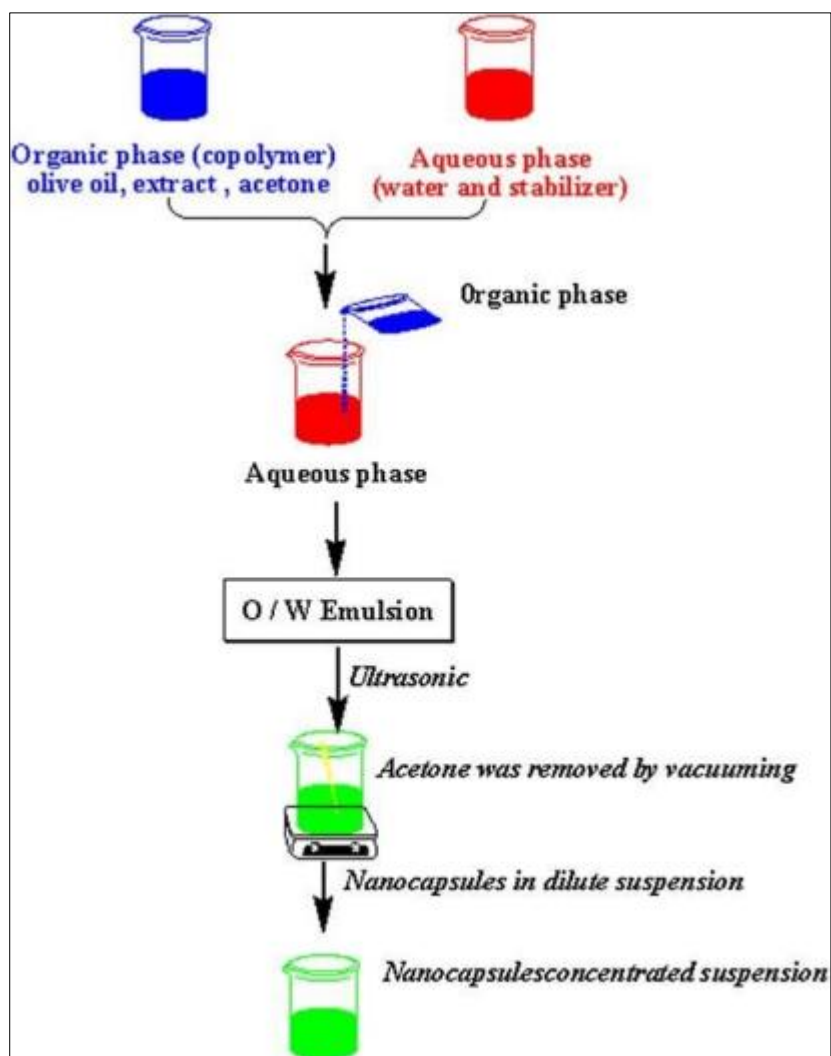 Organic phase (copolymer)
olive oil, extract , acetone
Aqueous phase
(water and stabilizer)
0rganic phase
Aqueous phase
O / W Emulsion
Ultrasonic
Acetone was removed by vacuuming
Nanocapsules in dilute suspension
Nanocapsulesconcentrated suspension